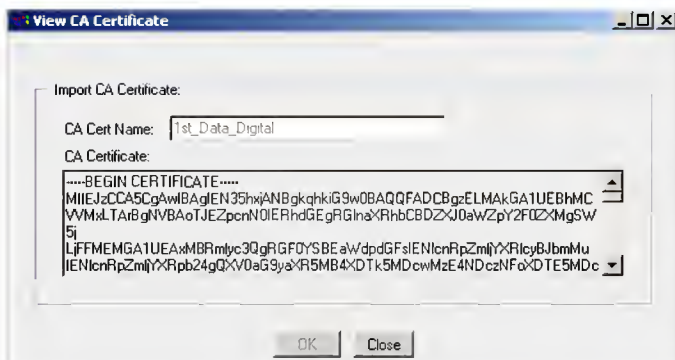 View CA Certificate
Import CA Certificate:
CA Cert Name: 1st_Data_Digital
CA Certificate:
-----BEGIN CERTIFICATE-----
MIIEJzCCA5CgAwIBAgIEN35hxjANBgkqhkiG9w0BAQQFADCBgzELMAkGA1UEBhMC
VVMxLTArBgNVBAoTJEZpcnN0IERhdGEgRGlnaXRhbCBDZXJ0aWZpY2F0ZXMgSW
5j
LjFFMEMGA1UEAxMBRmlyc3QgRGF0YSBEaWdpdGFsIENlcnRpZmljYXRlcyBJbmMu
IENlcnRpZmljYXRpb24gQXV0aG9yaXR5MB4XDTk5MDcwMzE4NDczNFoXDTE5MDc
OK Close